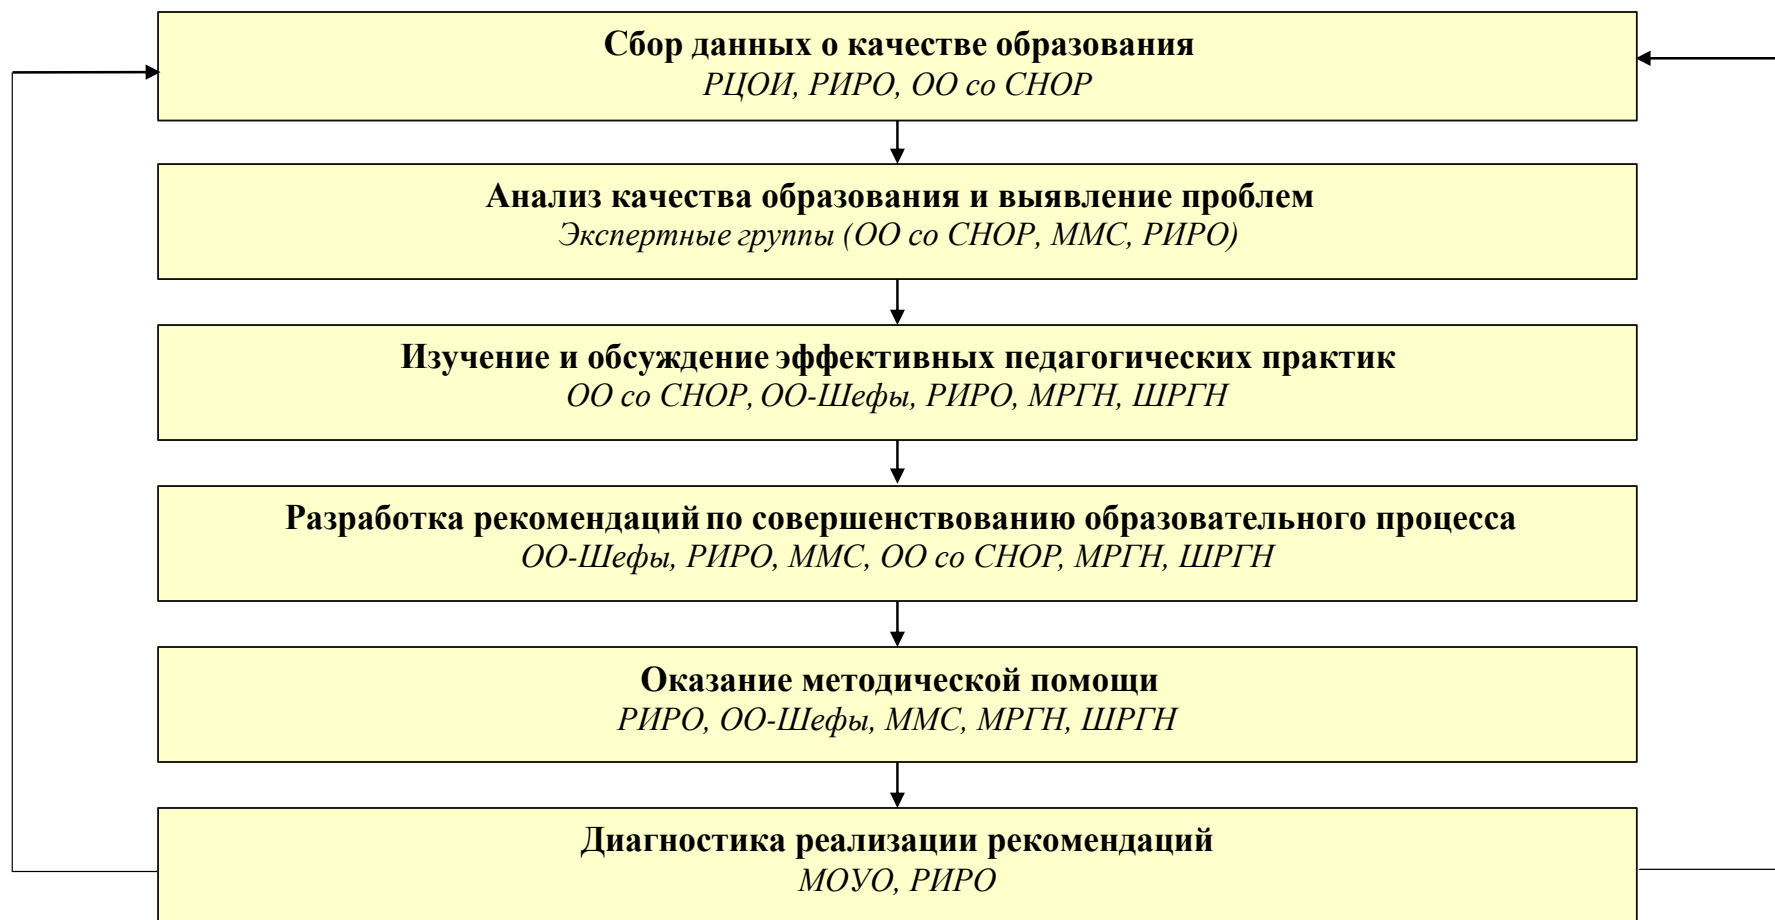 Сбор данных о качестве образования
РЦОИ, РИРО, ОО со СНОР
Анализ качества образования и выявление проблем
Экспертные группы (ОО со СНОР, ММС, РИРО)
Изучение и обсуждение эффективных педагогических практик
ОО со СНОР, ОО-Шефы, РИРО, МРГН, ШРГН
Разработка рекомендаций по совершенствованию образовательного процесса
ОО-Шефы, РИРО, ММС, ОО со СНОР, МРГН, ШРГН
Оказание методической помощи
РИРО, ОО-Шефы, ММС, МРГН, ШРГН
Диагностика реализации рекомендаций
МОУО, РИРО